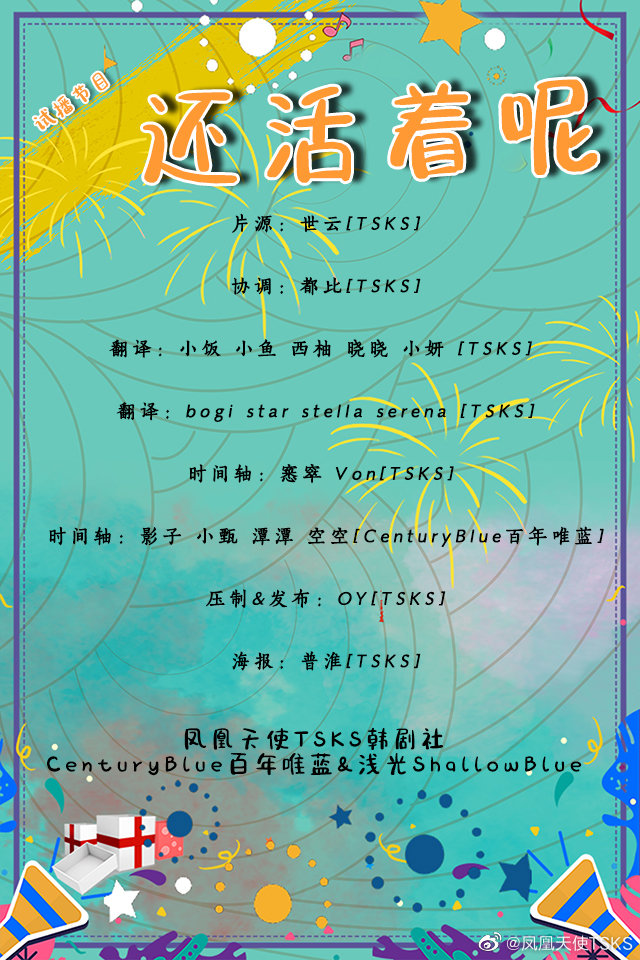 试播节目
还活着呢
片源：世云[TSKS]
协调：都比[TSKS]
翻译：小饭 小鱼 西柚 晓晓 小妍 [TSKS]
翻译：bogi star stella serena [TSKS]
时间轴：窸窣 Von[TSKS]
时间轴：影子 小甄 潭潭 空空[CenturyBlue百年唯蓝]
压制&发布：OY[TSKS]
海报：普淮[TSKS]
凤凰天使TSKS韩剧社
CenturyBlue百年唯蓝&浅光ShallowBlue
@凤凰天使TSKS